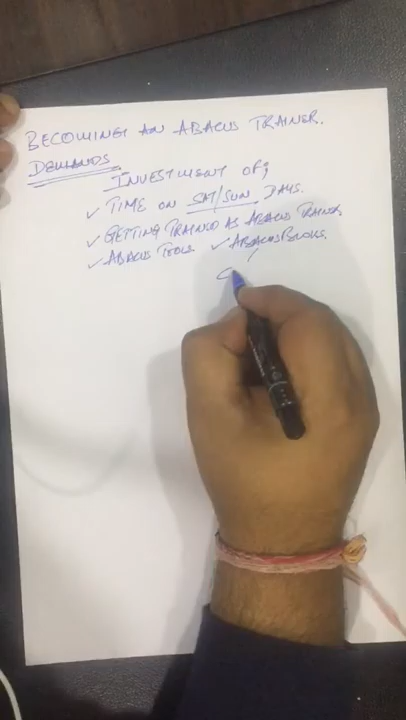 BECOMING AN ABACUS TRAINER.
DEMANDS.
INVESTMENT OF;
✓ TIME ON SAT/SUN DAYS.
✓ GETTING TRAINED AS ABACUS TRAINER
✓ ABACUS TOOLS ✓ ABACUS BOOKS.